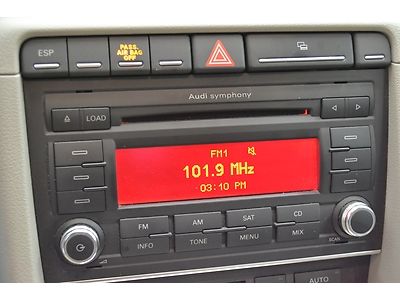 ESP
PASS.
AIR BAG
OFF
Audi symphony
LOAD
FM1
101.9 MHz
03:10 PM
FM AM SAT CD
INFO TONE MENU MIX
SCAN
AUTO